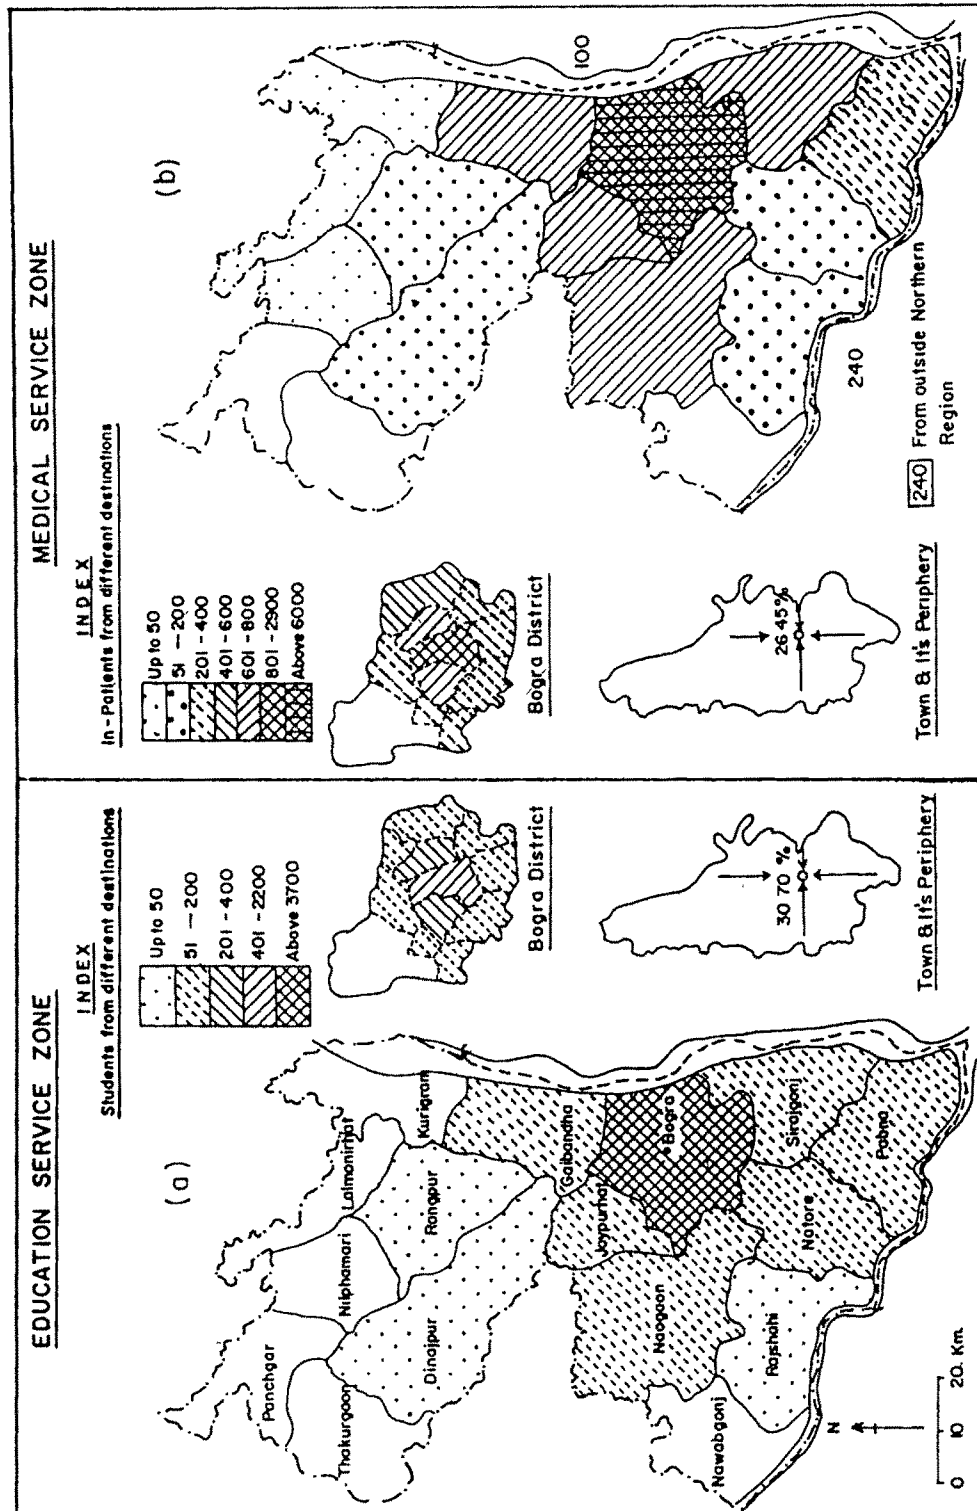 EDUCATION SERVICE ZONE
INDEX
Students from different destinations
Up to 50
51 — 200
201 - 400
401 - 2200
Above 3700
(a)
Panchgar
Thakurgaon
Nilphamari
Lalmonirhat
Kurigram
Dinajpur
Rangpur
Gaibandha
Joypurhat
Naogaon
Bogra
Nawabgonj
Rajshahi
Natore
Sirajgonj
Pabna
N
0 10 20. Km.
Bogra District
30 70 %
Town & It's Periphery
MEDICAL SERVICE ZONE
INDEX
In-Patients from different destinations
Up to 50
51 — 200
201 - 400
401 - 600
601 - 800
801 - 2900
Above 6000
(b)
100
240
Bogra District
26 45 %
Town & It's Periphery
240 From outside Northern
Region